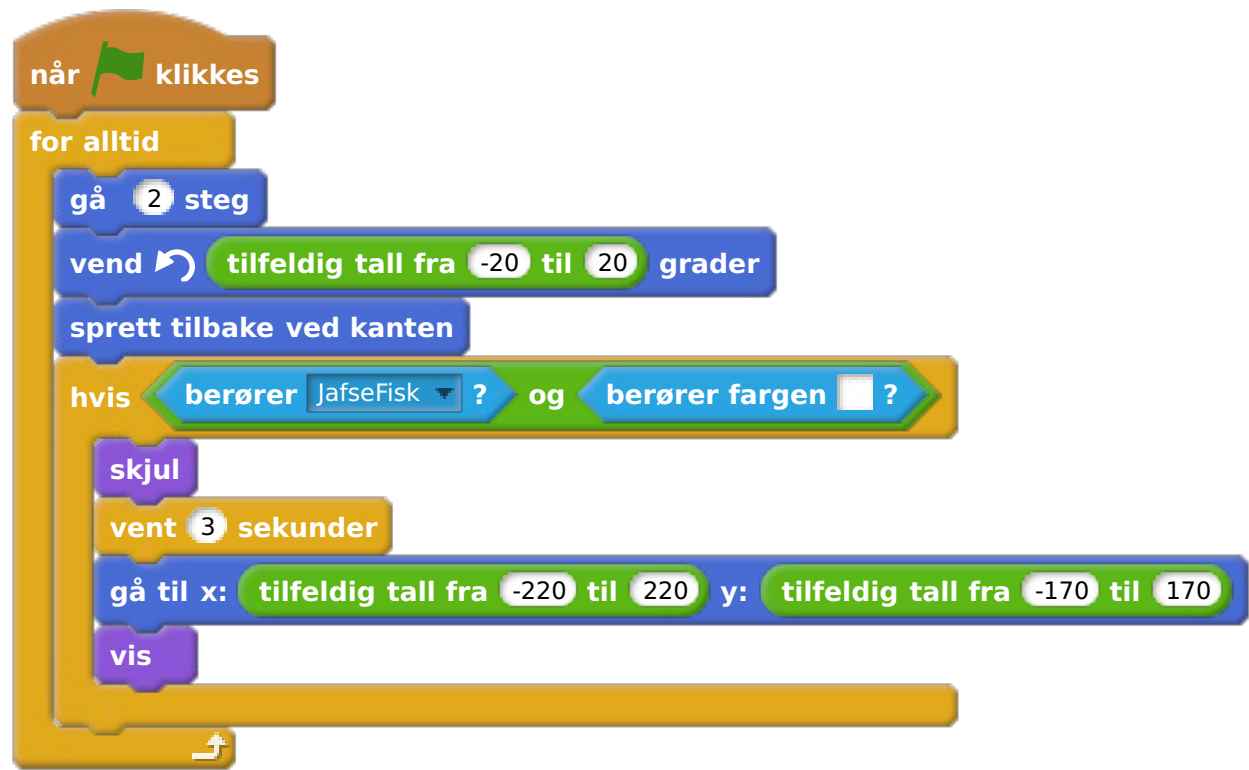 når klikkes
for alltid
gå 2 steg
vend tilfeldig tall fra -20 til 20 grader
sprett tilbake ved kanten
hvis berører JafseFisk ? og berører fargen ?
skjul
vent 3 sekunder
gå til x: tilfeldig tall fra -220 til 220 y: tilfeldig tall fra -170 til 170
vis